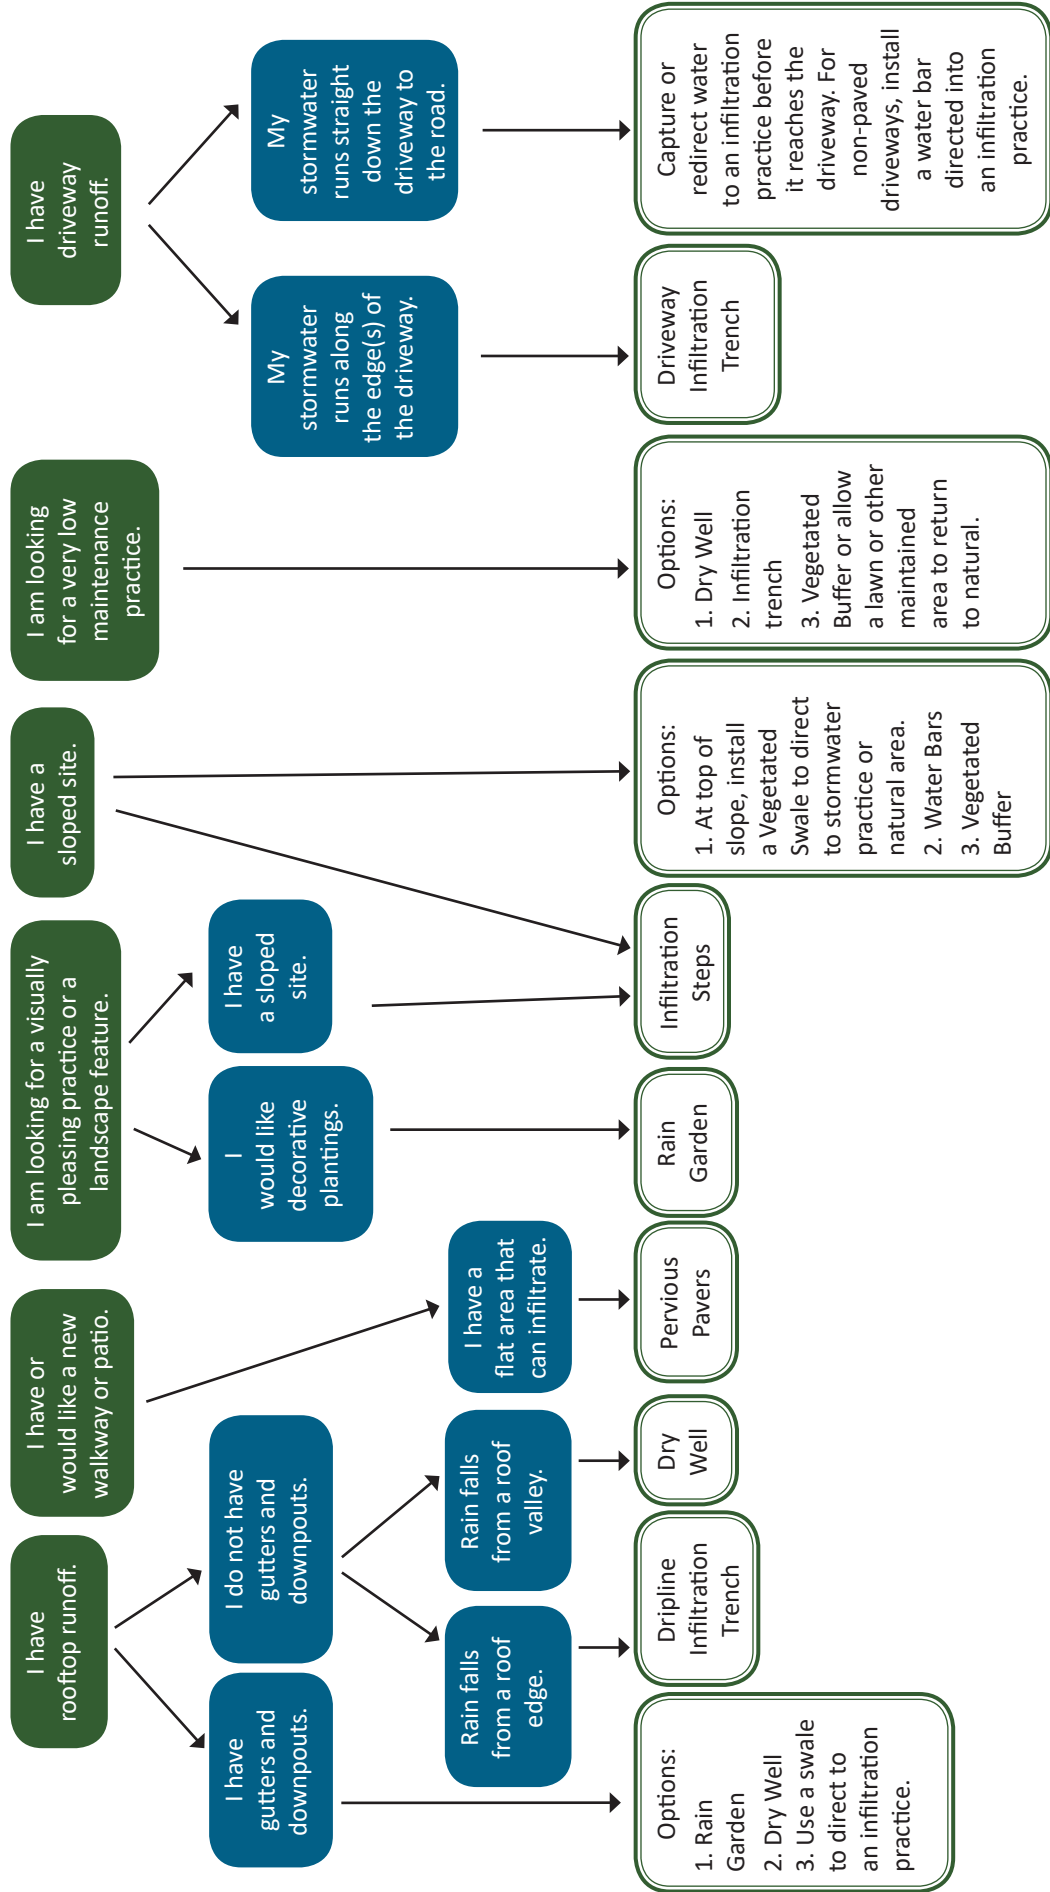 I have
rooftop runoff.
I have or
would like a new
walkway or patio.
I am looking for a visually
pleasing practice or a
landscape feature.
I have a
sloped site.
I am looking
for a very low
maintenance
practice.
I have
driveway
runoff.
I have
gutters and
downpouts.
I do not have
gutters and
downpouts.
I
would like
decorative
plantings.
I have
a sloped
site.
My
stormwater
runs along
the edge(s) of
the driveway.
My
stormwater
runs straight
down the
driveway to
the road.
Rain falls
from a roof
edge.
Rain falls
from a roof
valley.
I have a
flat area that
can infiltrate.
Options:
1. Rain
Garden
2. Dry Well
3. Use a swale
to direct to
an infiltration
practice.
Dripline
Infiltration
Trench
Dry
Well
Pervious
Pavers
Rain
Garden
Infiltration
Steps
Options:
1. At top of
slope, install
a Vegetated
Swale to direct
to stormwater
practice or
natural area.
2. Water Bars
3. Vegetated
Buffer
Options:
1. Dry Well
2. Infiltration
trench
3. Vegetated
Buffer or allow
a lawn or other
maintained
area to return
to natural.
Driveway
Infiltration
Trench
Capture or
redirect water
to an infiltration
practice before
it reaches the
driveway. For
non-paved
driveways, install
a water bar
directed into
an infiltration
practice.